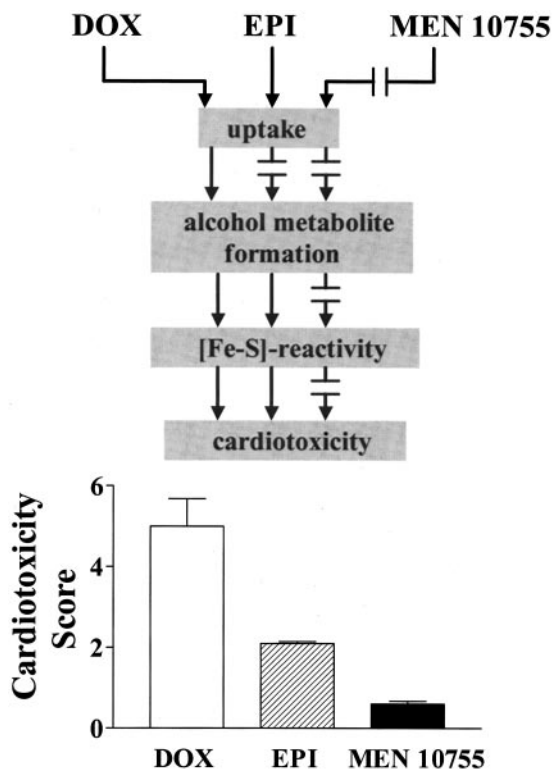 DOX EPI MEN 10755
uptake
alcohol metabolite
formation
[Fe-S]-reactivity
cardiotoxicity
Cardiotoxicity
Score
6
4
2
0
DOX EPI MEN 10755